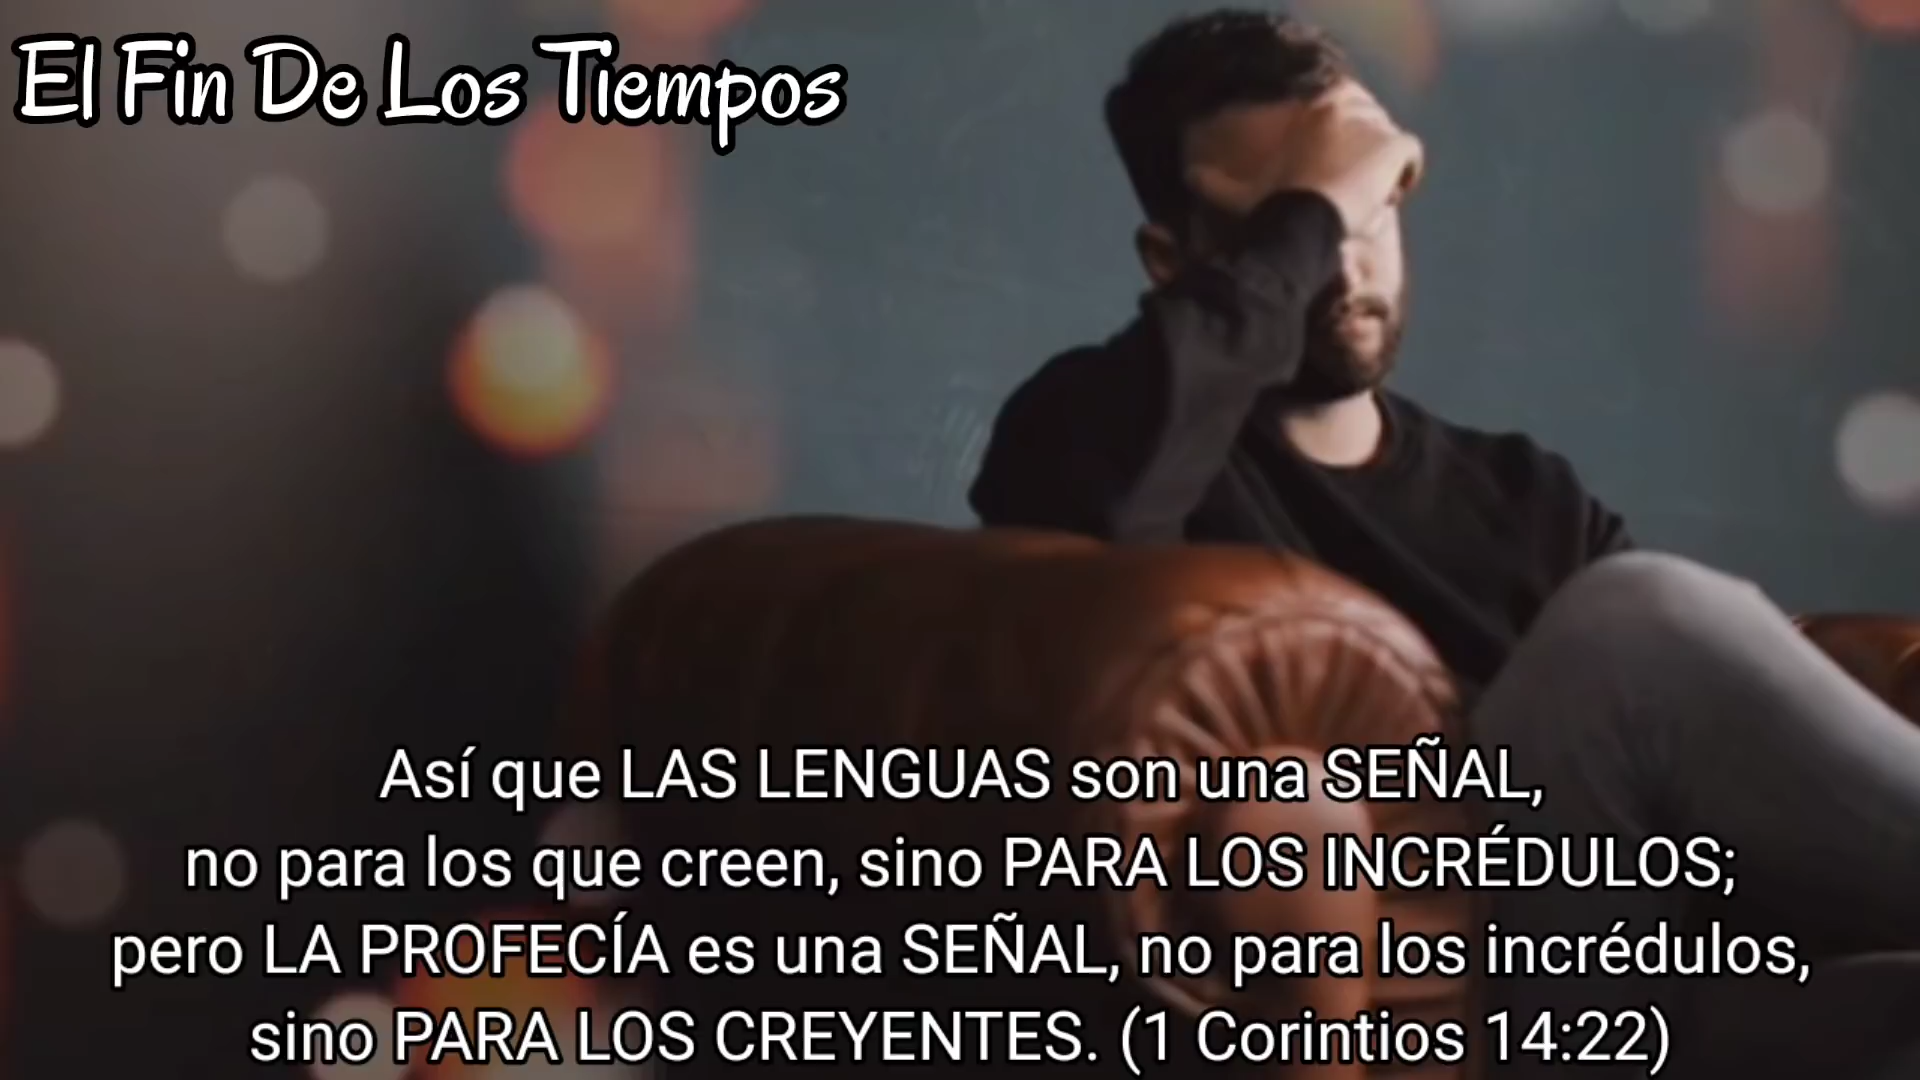 El Fin De Los Tiempos
Así que LAS LENGUAS son una SEÑAL,
no para los que creen, sino PARA LOS INCRÉDULOS;
pero LA PROFECÍA es una SEÑAL, no para los incrédulos,
sino PARA LOS CREYENTES. (1 Corintios 14:22)